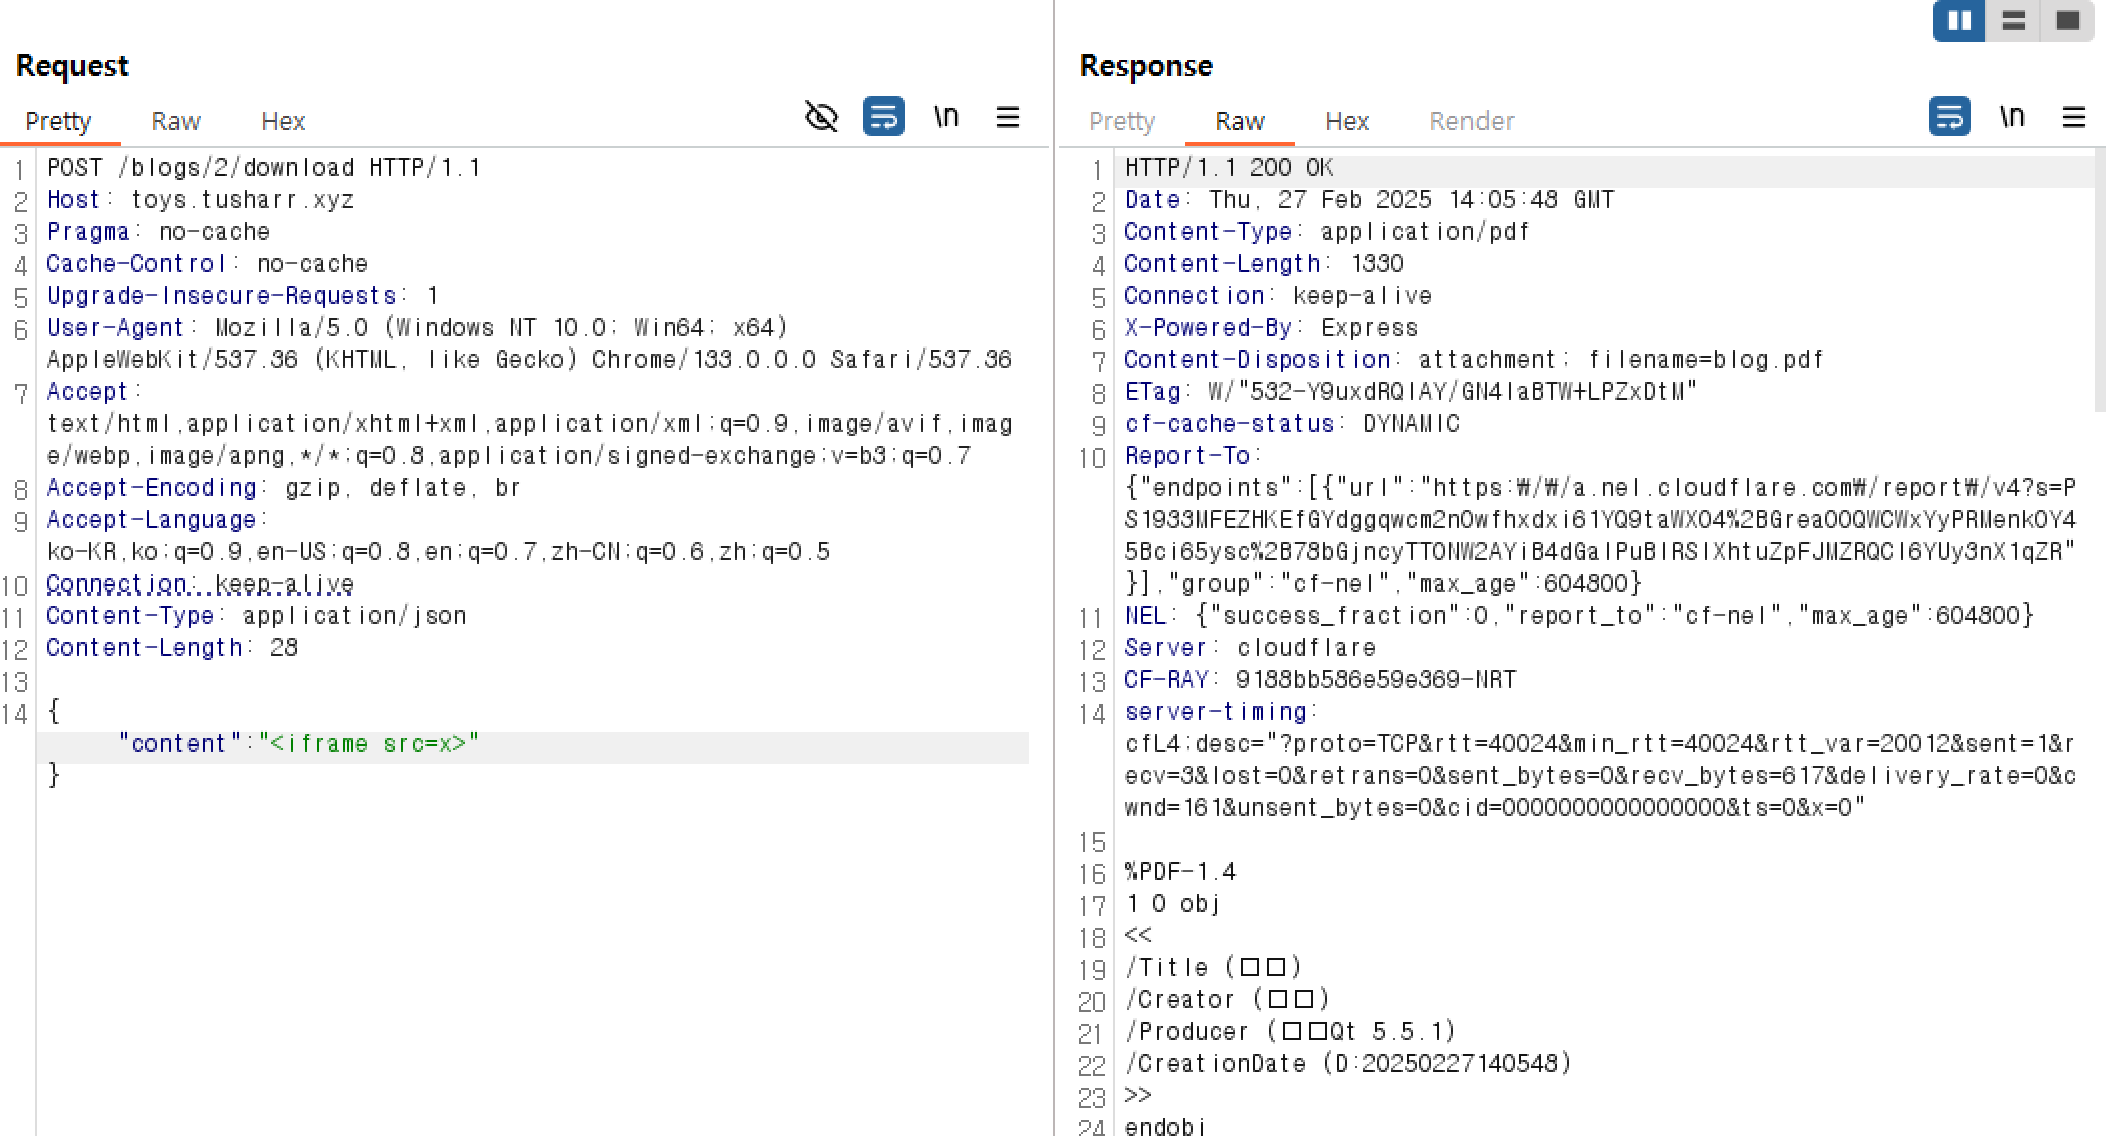 Request
Pretty Raw Hex
\n
1 POST /blogs/2/download HTTP/1.1
2 Host: toys.tusharr.xyz
3 Pragma: no-cache
4 Cache-Control: no-cache
5 Upgrade-Insecure-Requests: 1
6 User-Agent: Mozilla/5.0 (Windows NT 10.0; Win64; x64)
AppleWebKit/537.36 (KHTML, like Gecko) Chrome/133.0.0.0 Safari/537.36
7 Accept:
text/html,application/xhtml+xml,application/xml;q=0.9,image/avif,imag
e/webp,image/apng,*/*;q=0.8,application/signed-exchange;v=b3;q=0.7
8 Accept-Encoding: gzip, deflate, br
9 Accept-Language:
ko-KR,ko;q=0.9,en-US;q=0.8,en;q=0.7,zh-CN;q=0.6,zh;q=0.5
10 Connection: keep-alive
11 Content-Type: application/json
12 Content-Length: 28
13
14 {
"content":"<iframe src=x>"
}
Response
Pretty Raw Hex Render
\n
1 HTTP/1.1 200 OK
2 Date: Thu, 27 Feb 2025 14:05:48 GMT
3 Content-Type: application/pdf
4 Content-Length: 1330
5 Connection: keep-alive
6 X-Powered-By: Express
7 Content-Disposition: attachment; filename=blog.pdf
8 ETag: W/"532-Y9uxdRQlAY/GN4laBTW+LPZxDtM"
9 cf-cache-status: DYNAMIC
10 Report-To:
{"endpoints":[{"url":"https:₩/₩/a.nel.cloudflare.com₩/report₩/v4?s=P
S1933MFEZHKEfGYdggqwcm2nOwfhxdxi61YQ9taWXO4%2BGreaOOQWCWxYyPRMenkOY4
5Bci65ysc%2B78bGjncyTTONW2AYiB4dGalPuBlRSlXhtuZpFJMZRQCl6YUy3nX1qZR"
}],"group":"cf-nel","max_age":604800}
11 NEL: {"success_fraction":0,"report_to":"cf-nel","max_age":604800}
12 Server: cloudflare
13 CF-RAY: 9188bb586e59e369-NRT
14 server-timing:
cfL4;desc="?proto=TCP&rtt=40024&min_rtt=40024&rtt_var=20012&sent=1&r
ecv=3&lost=0&retrans=0&sent_bytes=0&recv_bytes=617&delivery_rate=0&c
wnd=161&unsent_bytes=0&cid=0000000000000000&ts=0&x=0"
15
16 %PDF-1.4
17 1 0 obj
18 <<
19 /Title (□□)
20 /Creator (□□)
21 /Producer (□□Qt 5.5.1)
22 /CreationDate (D:20250227140548)
23 >>
24 endobj